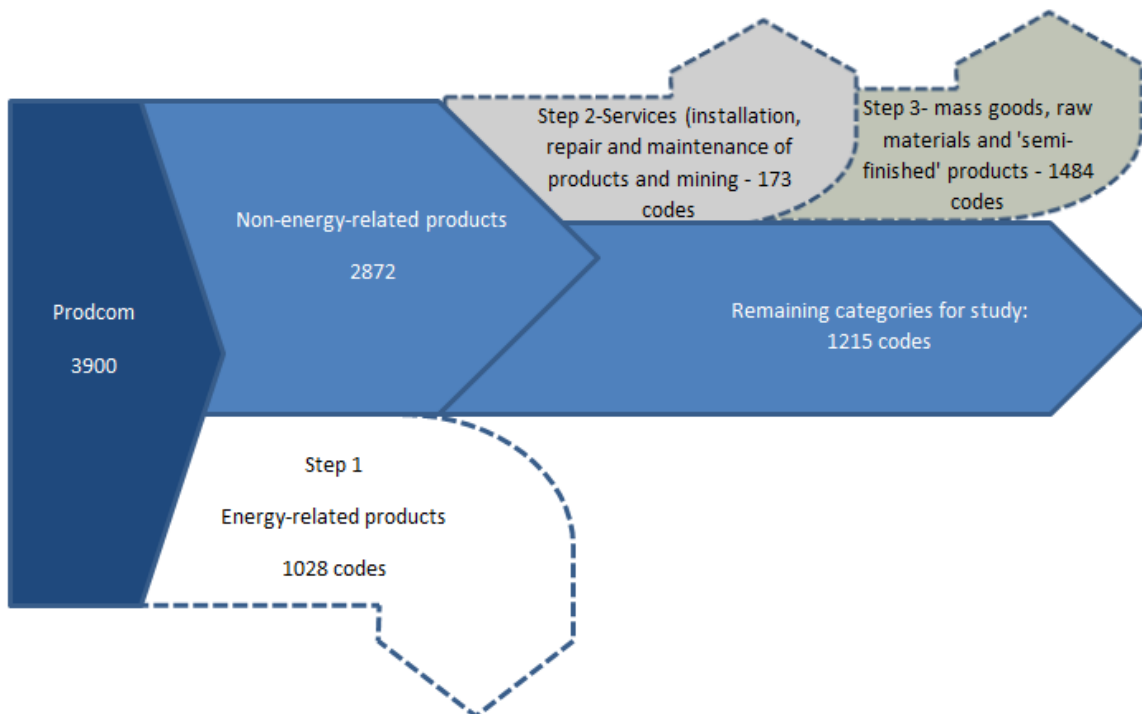 Prodcom
3900
Non-energy-related products
2872
Step 1
Energy-related products
1028 codes
Step 2-Services (installation,
repair and maintenance of
products and mining - 173
codes
Step 3- mass goods, raw
materials and 'semi-
finished' products - 1484
codes
Remaining categories for study:
1215 codes